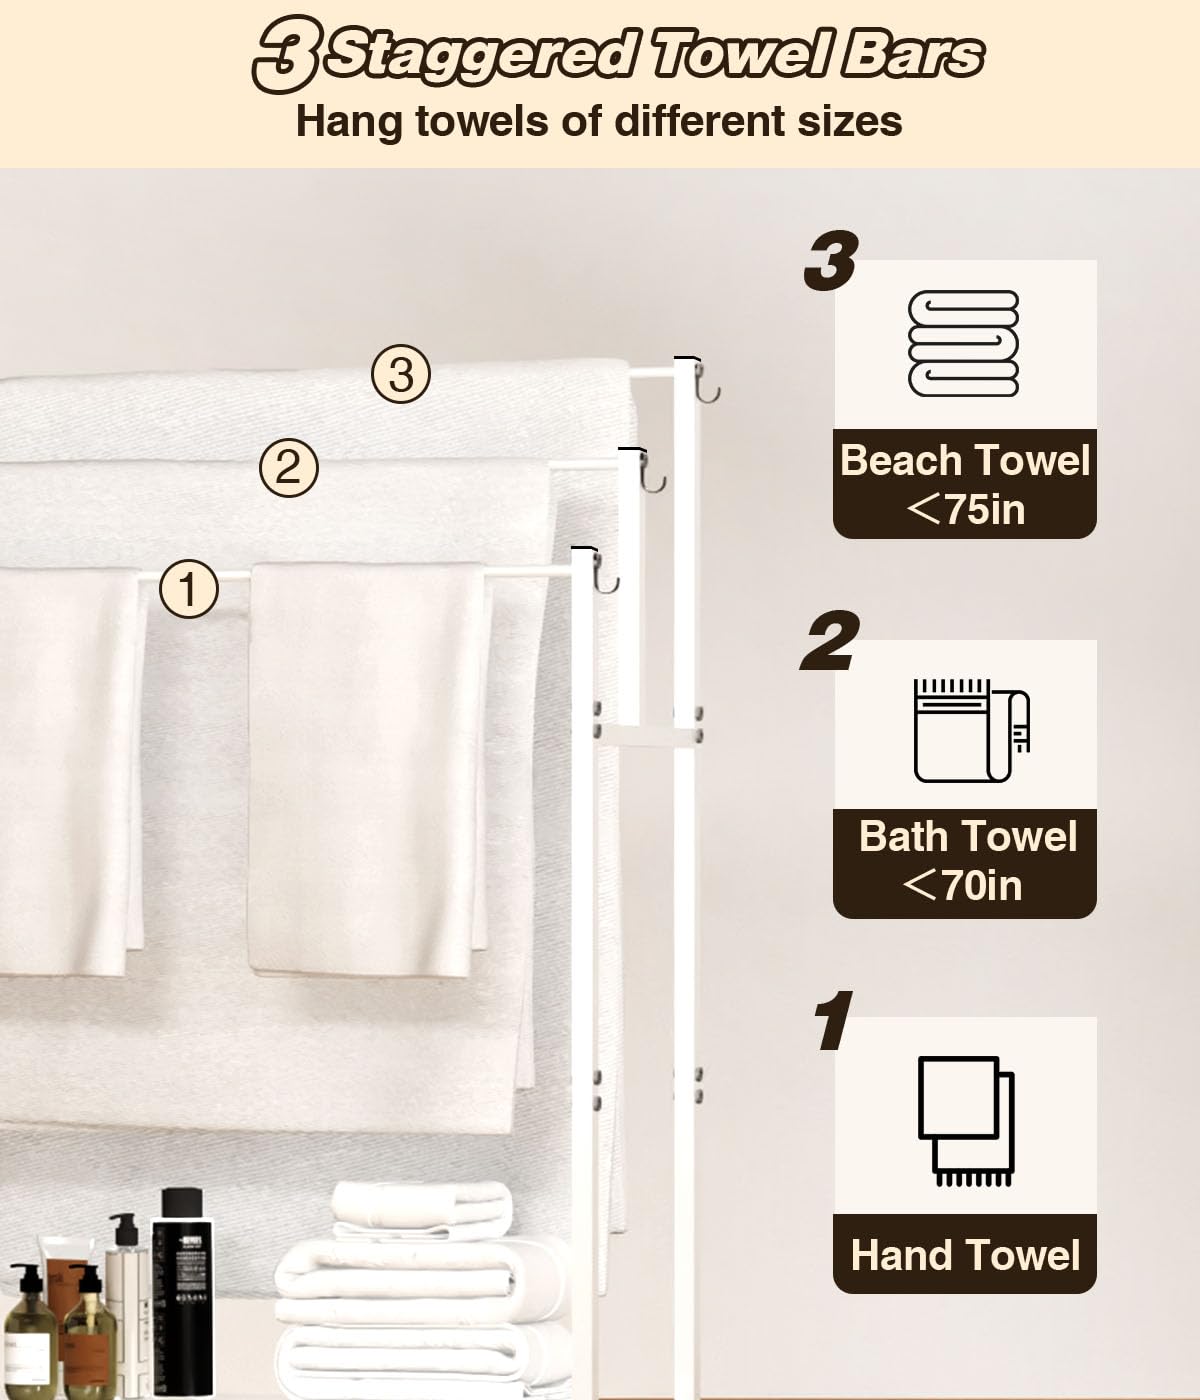 3 Staggered Towel Bars
Hang towels of different sizes
3
Beach Towel
<75in
3
2
1
2
Bath Towel
<70in
1
Hand Towel